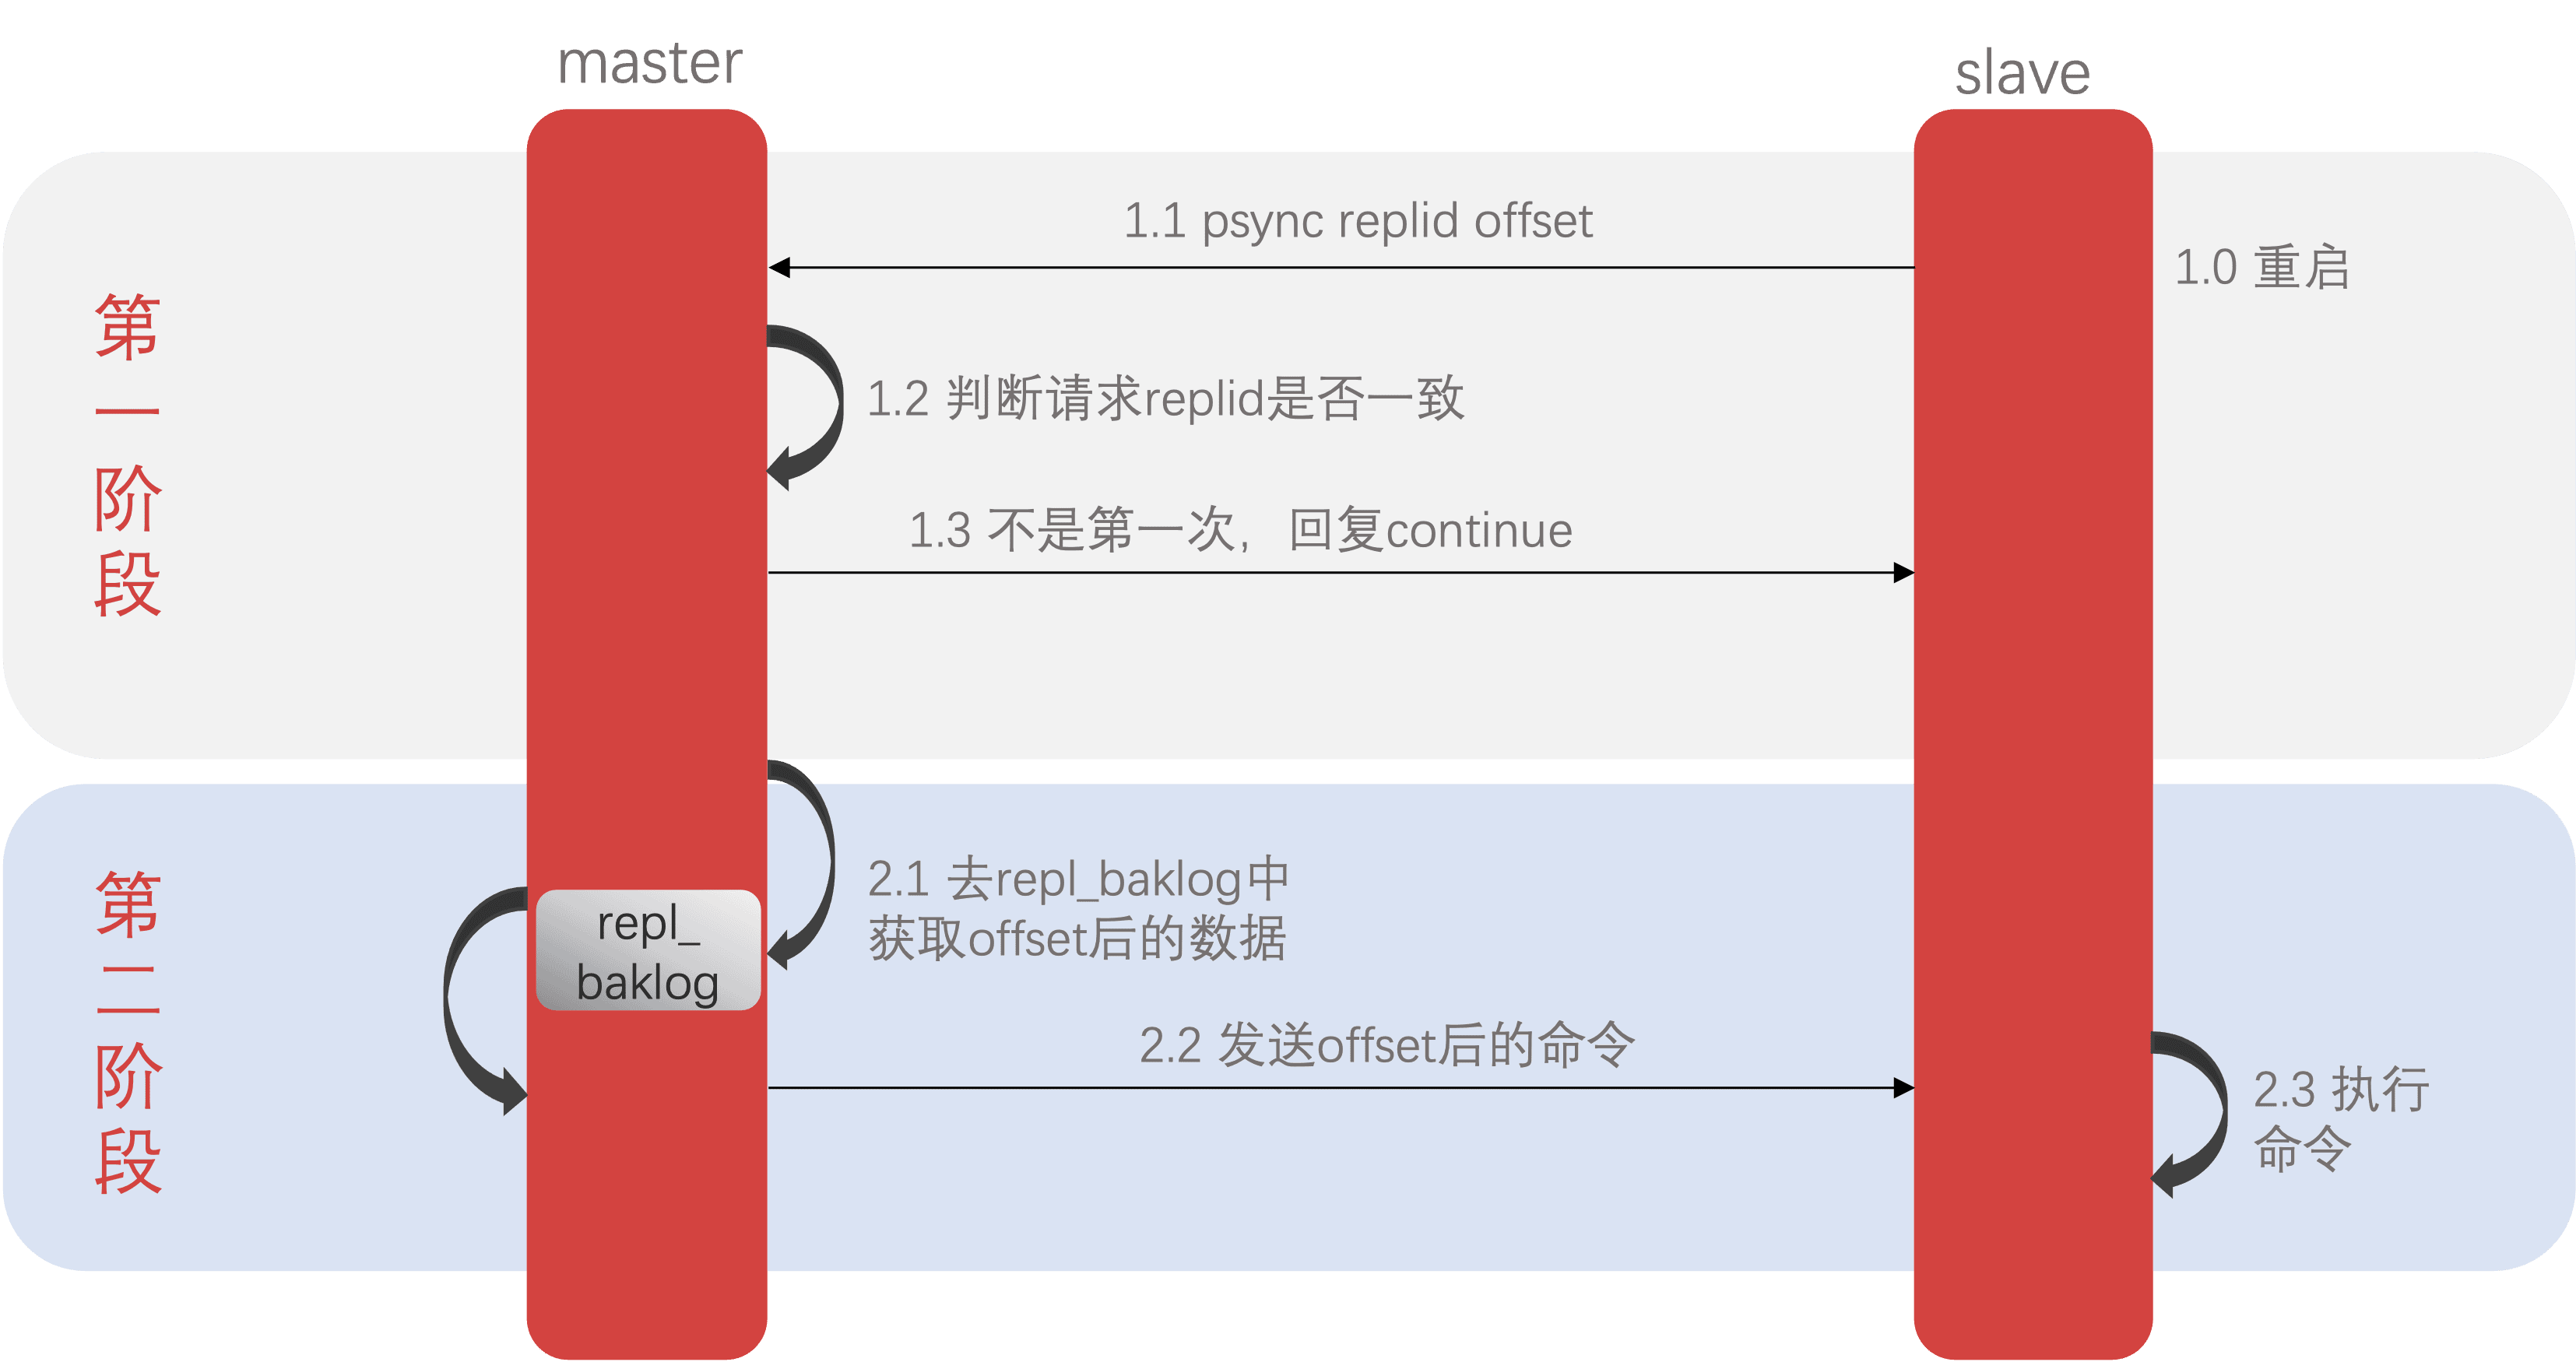 master
slave
第一阶段
1.0 重启
1.1 psync replid offset
1.2 判断请求replid是否一致
1.3 不是第一次，回复continue
第二阶段
repl_
baklog
2.1 去repl_baklog中
获取offset后的数据
2.2 发送offset后的命令
2.3 执行
命令